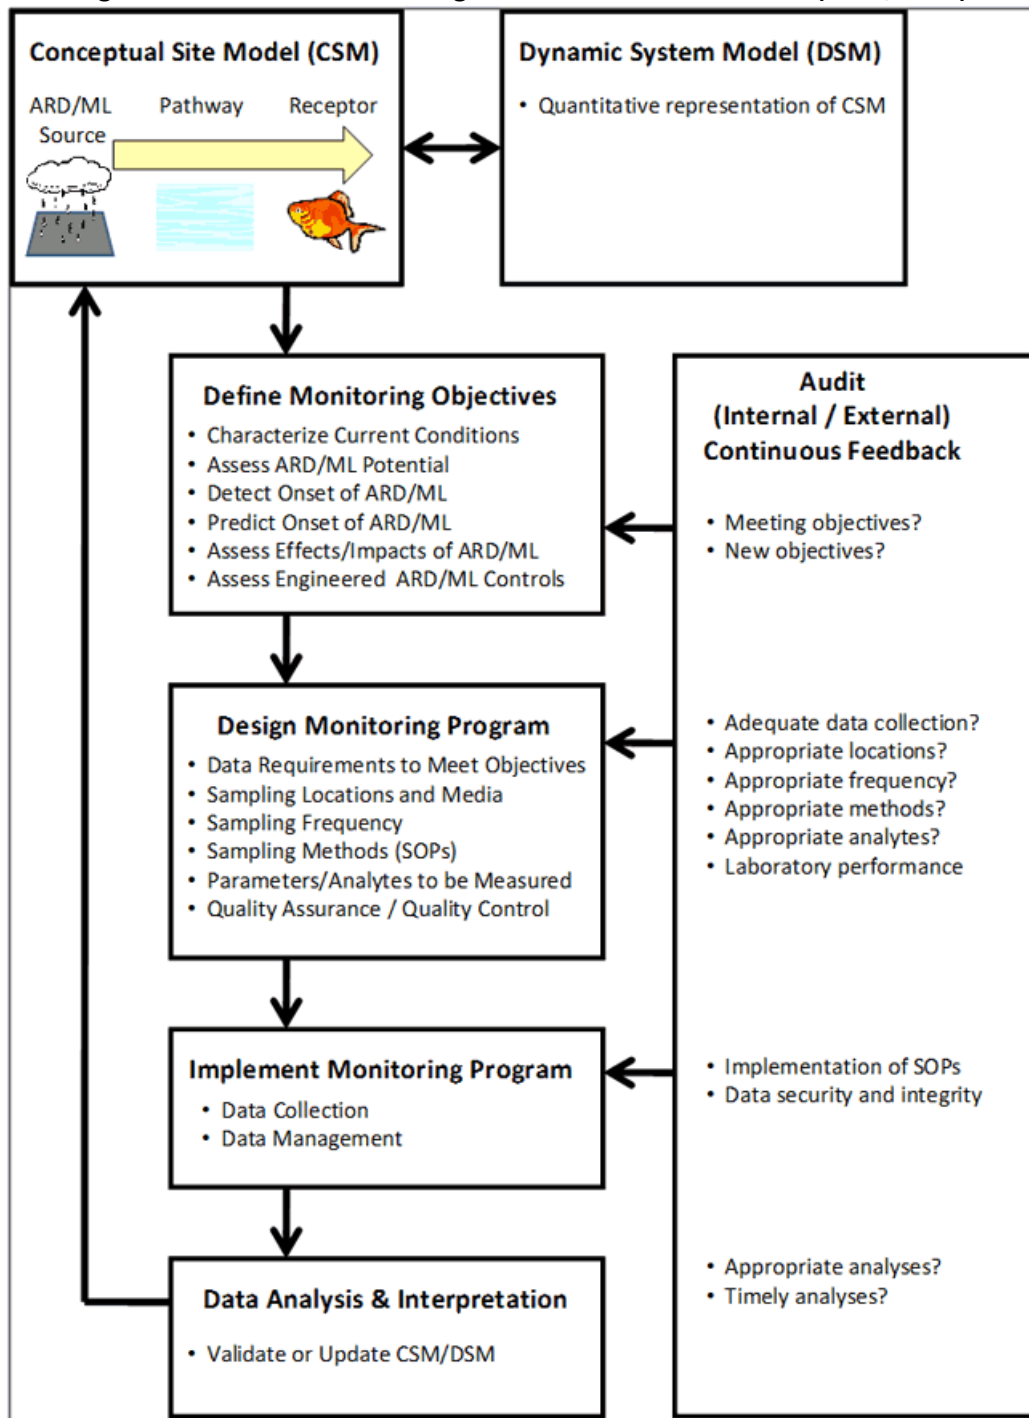 Conceptual Site Model (CSM)
ARD/ML
Source
Pathway
Receptor
Dynamic System Model (DSM)
• Quantitative representation of CSM
Define Monitoring Objectives
• Characterize Current Conditions
• Assess ARD/ML Potential
• Detect Onset of ARD/ML
• Predict Onset of ARD/ML
• Assess Effects/Impacts of ARD/ML
• Assess Engineered ARD/ML Controls
Audit
(Internal / External)
Continuous Feedback
• Meeting objectives?
• New objectives?
Design Monitoring Program
• Data Requirements to Meet Objectives
• Sampling Locations and Media
• Sampling Frequency
• Sampling Methods (SOPs)
• Parameters/Analytes to be Measured
• Quality Assurance / Quality Control
• Adequate data collection?
• Appropriate locations?
• Appropriate frequency?
• Appropriate methods?
• Appropriate analytes?
• Laboratory performance
Implement Monitoring Program
• Data Collection
• Data Management
• Implementation of SOPs
• Data security and integrity
Data Analysis & Interpretation
• Validate or Update CSM/DSM
• Appropriate analyses?
• Timely analyses?